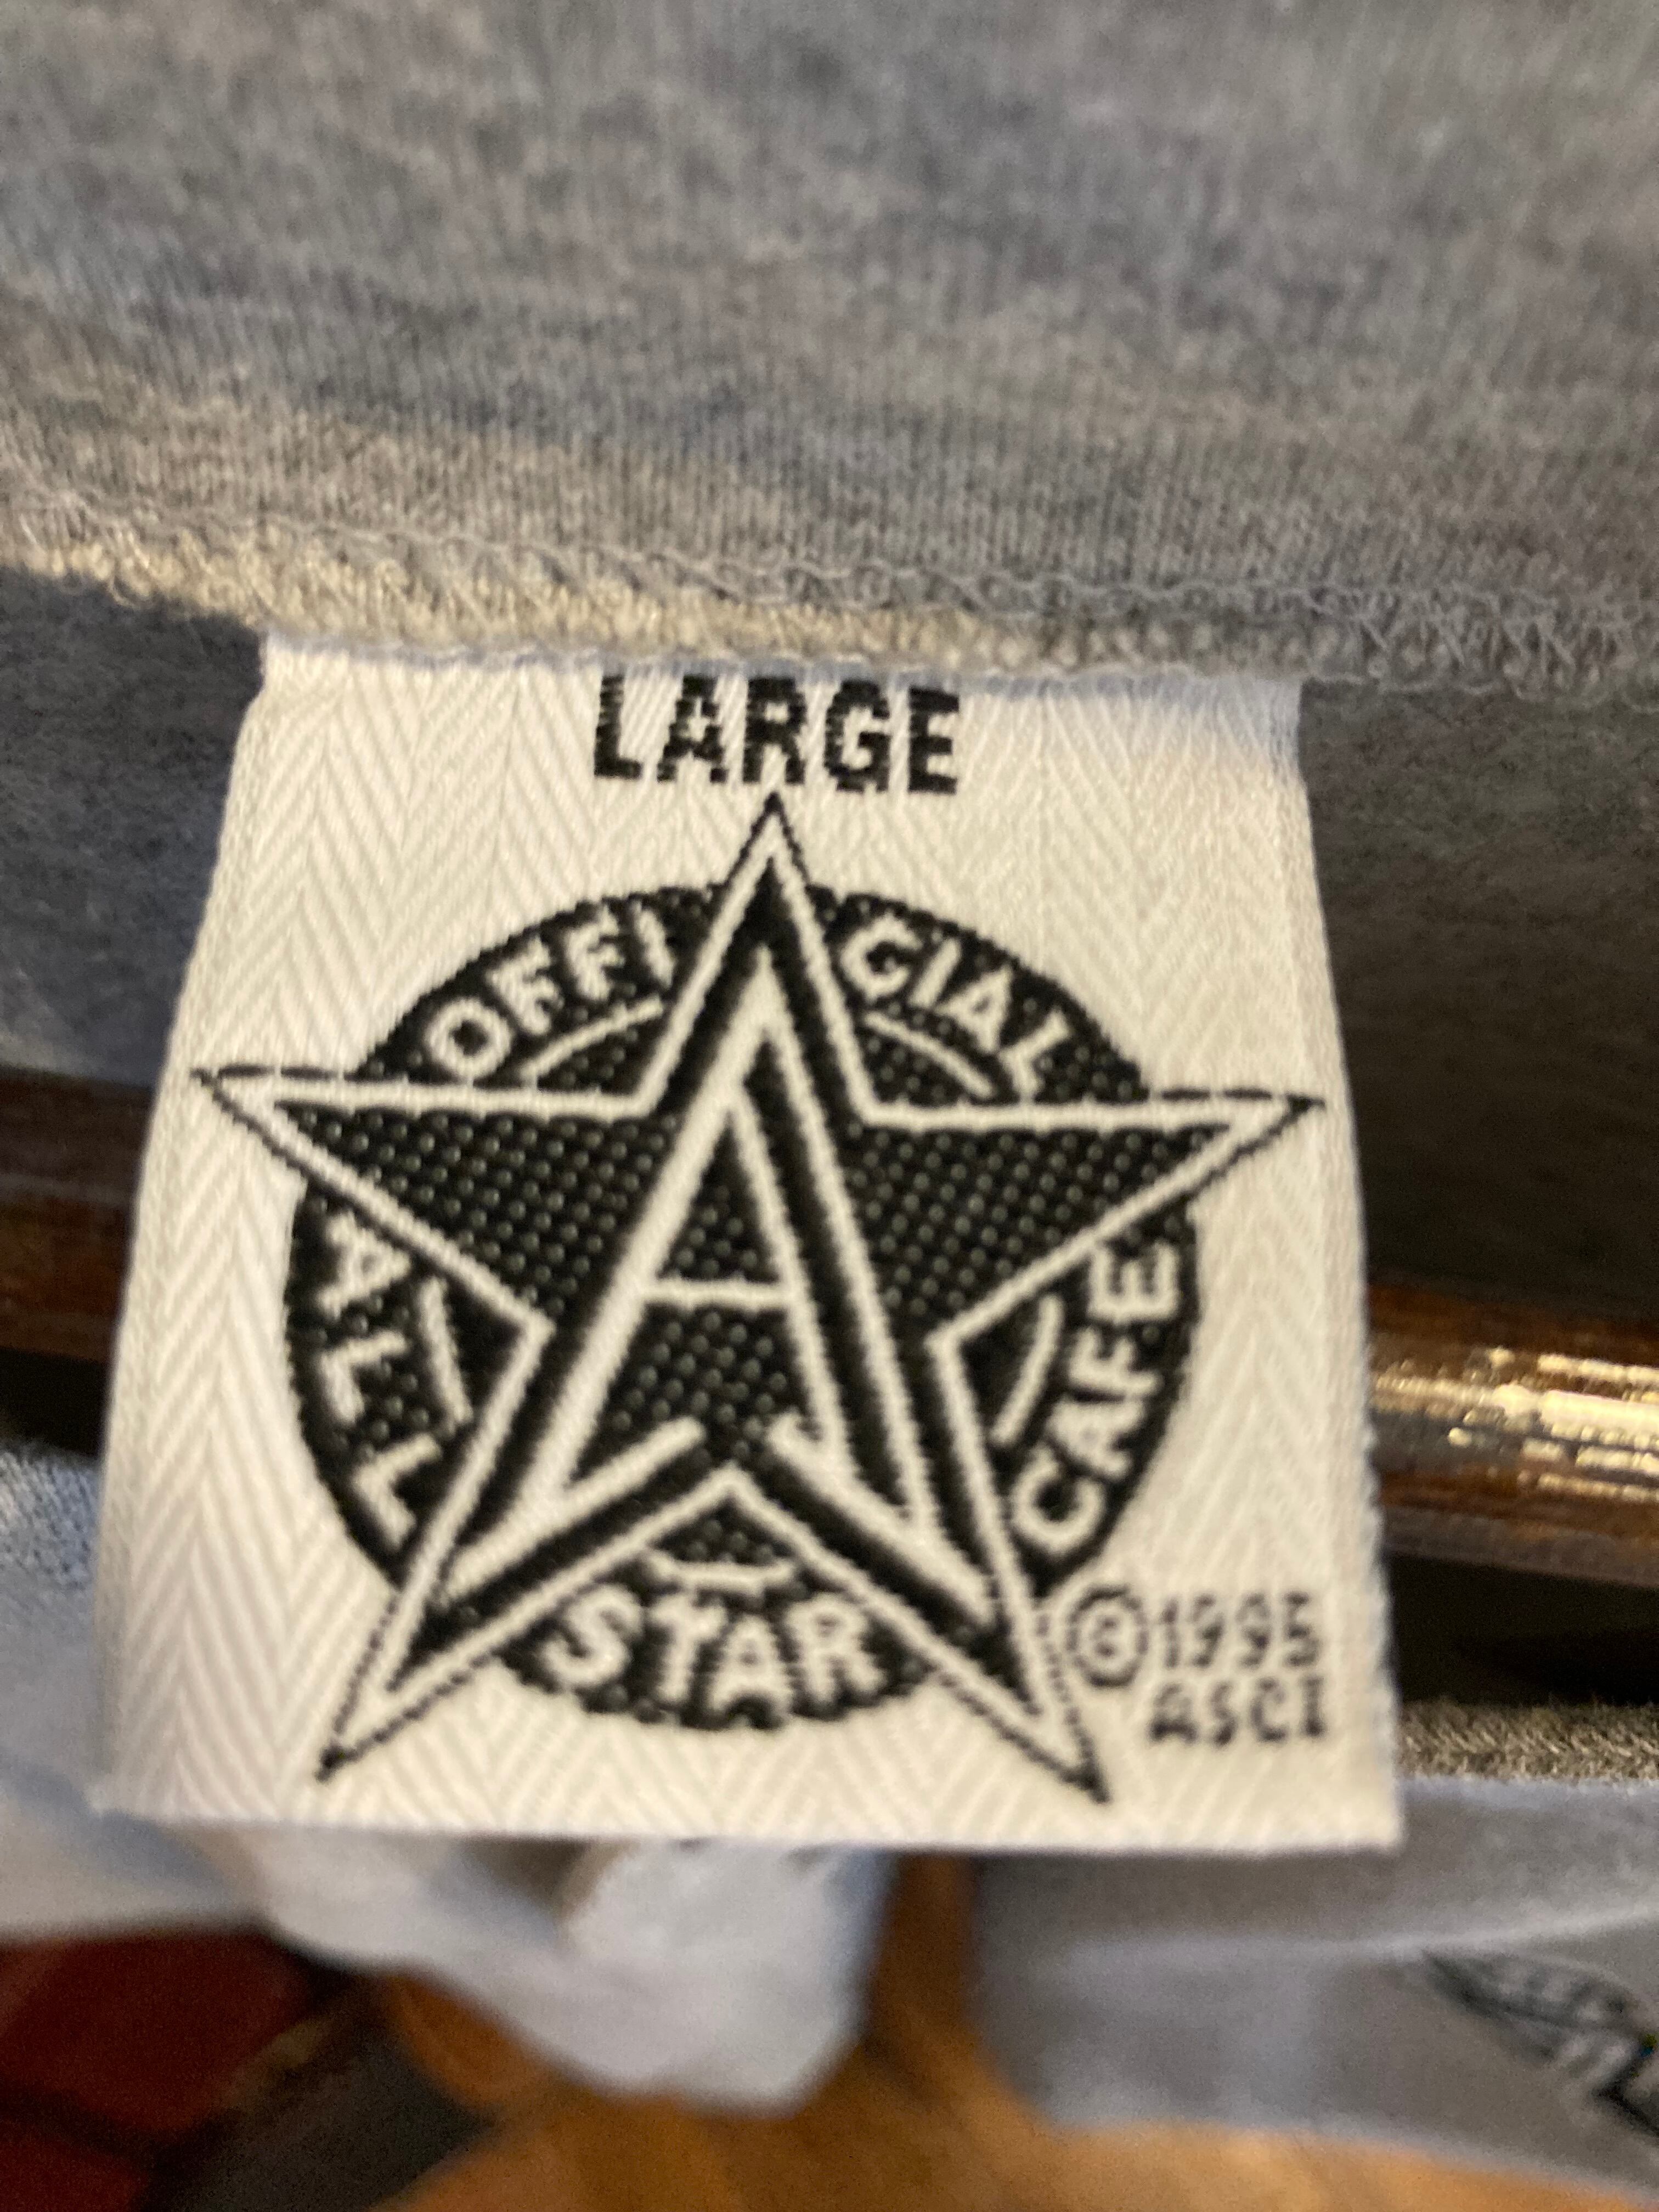 LARGE
OFFICIAL
ALL
STAR
CAFE
A
©1995
ASCI